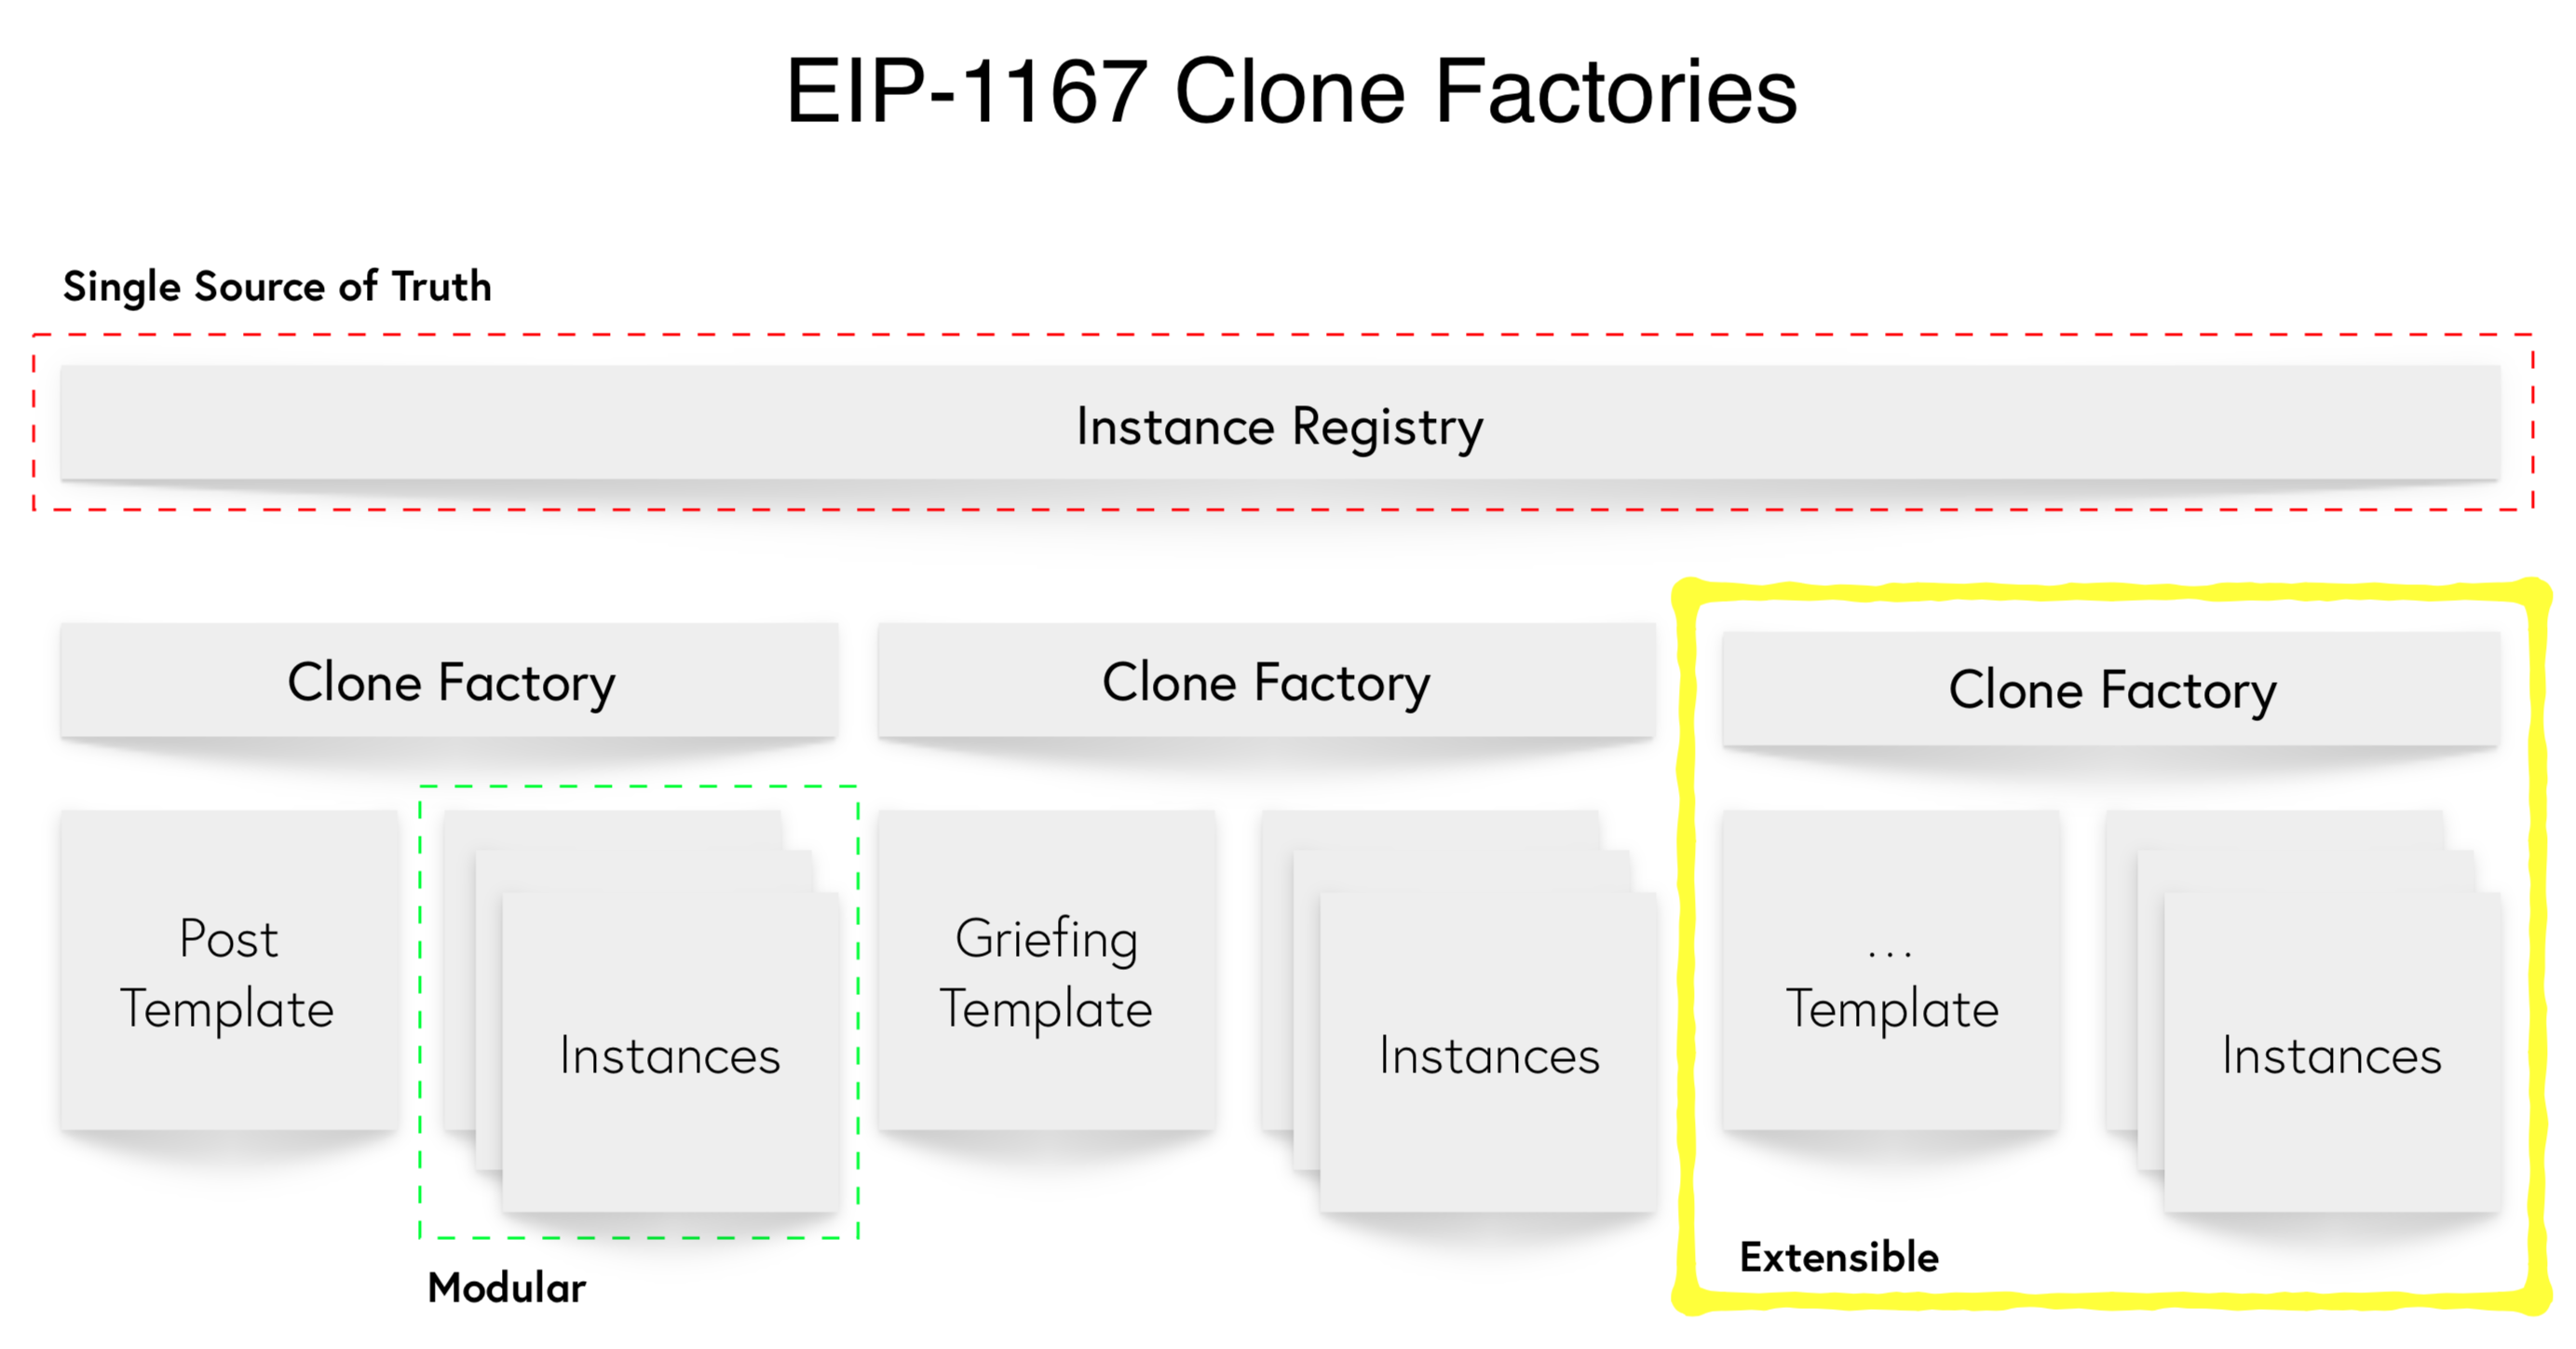 EIP-1167 Clone Factories
Single Source of Truth
Instance Registry
Clone Factory
Clone Factory
Clone Factory
Post
Template
Instances
Griefing
Template
Instances
...
Template
Instances
Modular
Extensible